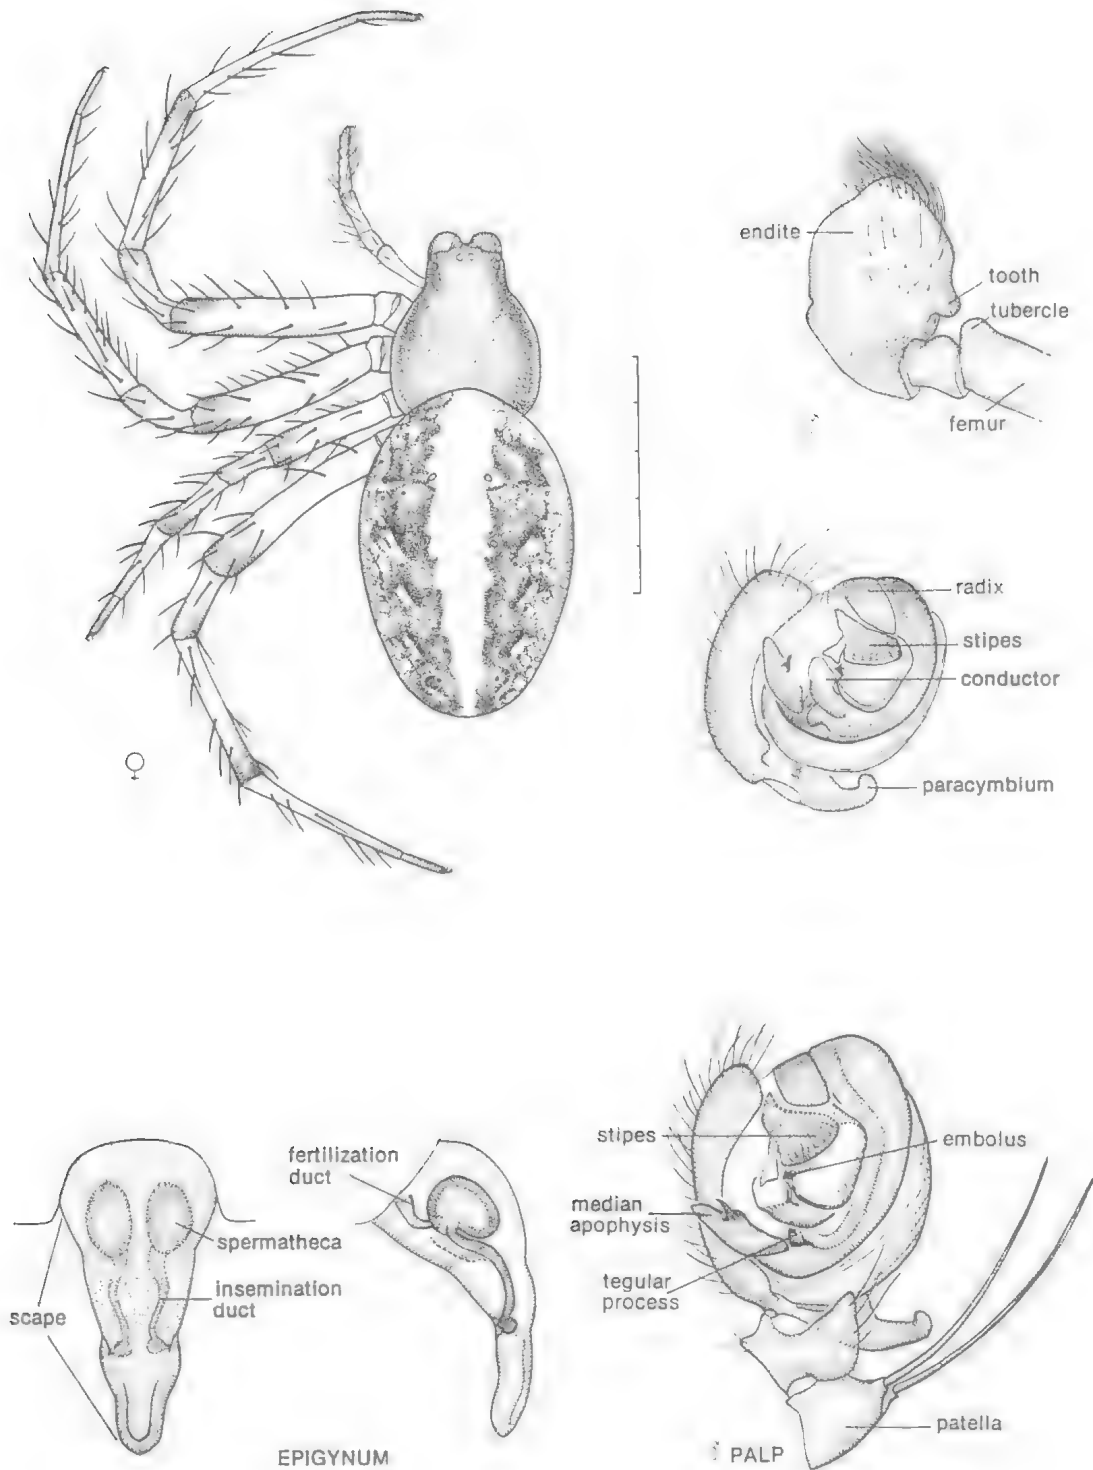 endite
tooth
tubercle
femur
radix
stipes
conductor
paracymbium
♀
fertilization
duct
spermatheca
insemination
duct
scape
EPIGYNUM
stipes
embolus
median
apophysis
tegular
process
patella
PALP